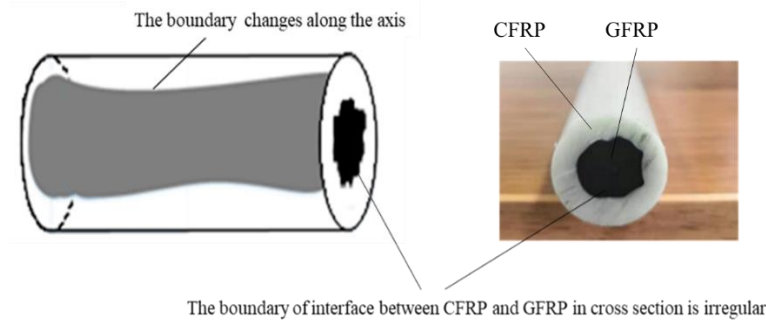 The boundary changes along the axis
CFRP GFRP
The boundary of interface between CFRP and GFRP in cross section is irregular